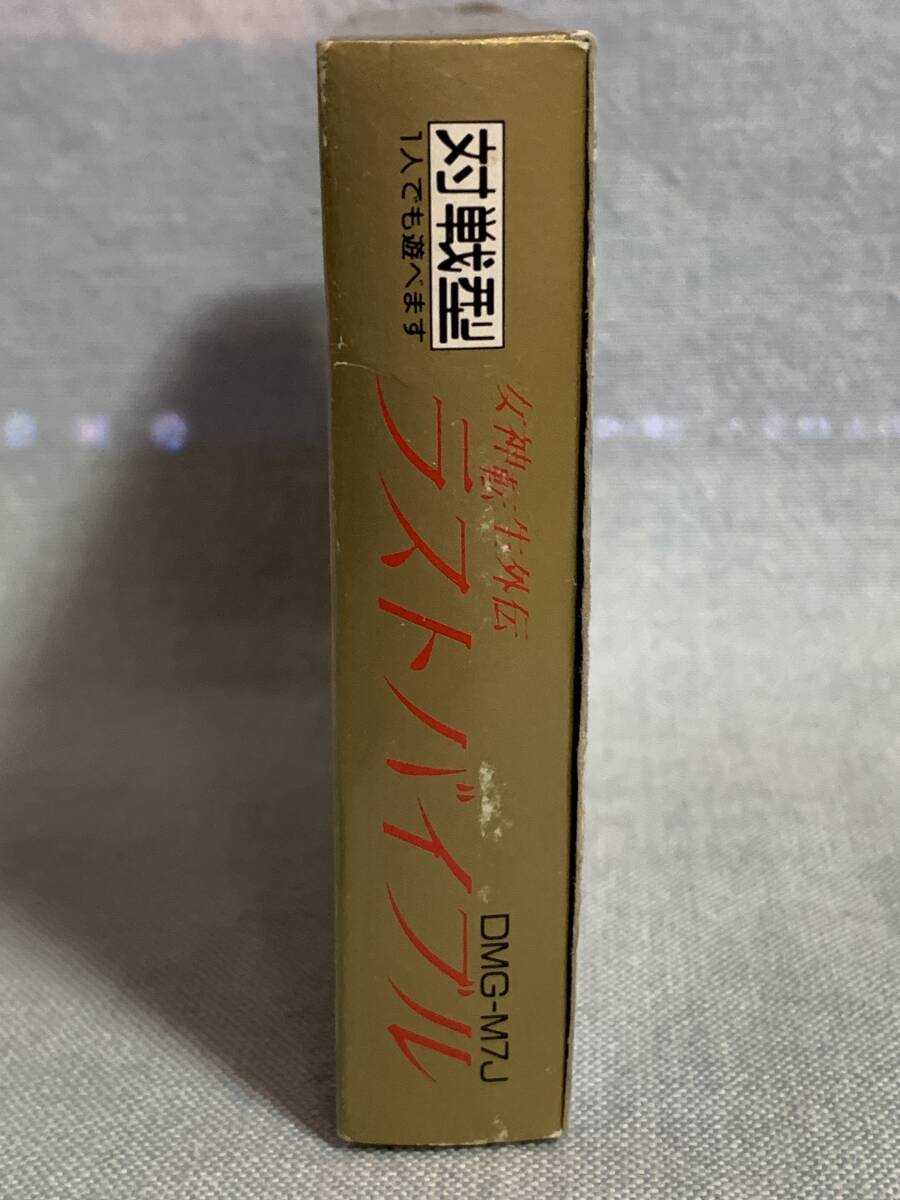 対戦型
1人でも遊べます
女神転生外伝
ラストバイブル
DMG-M7J